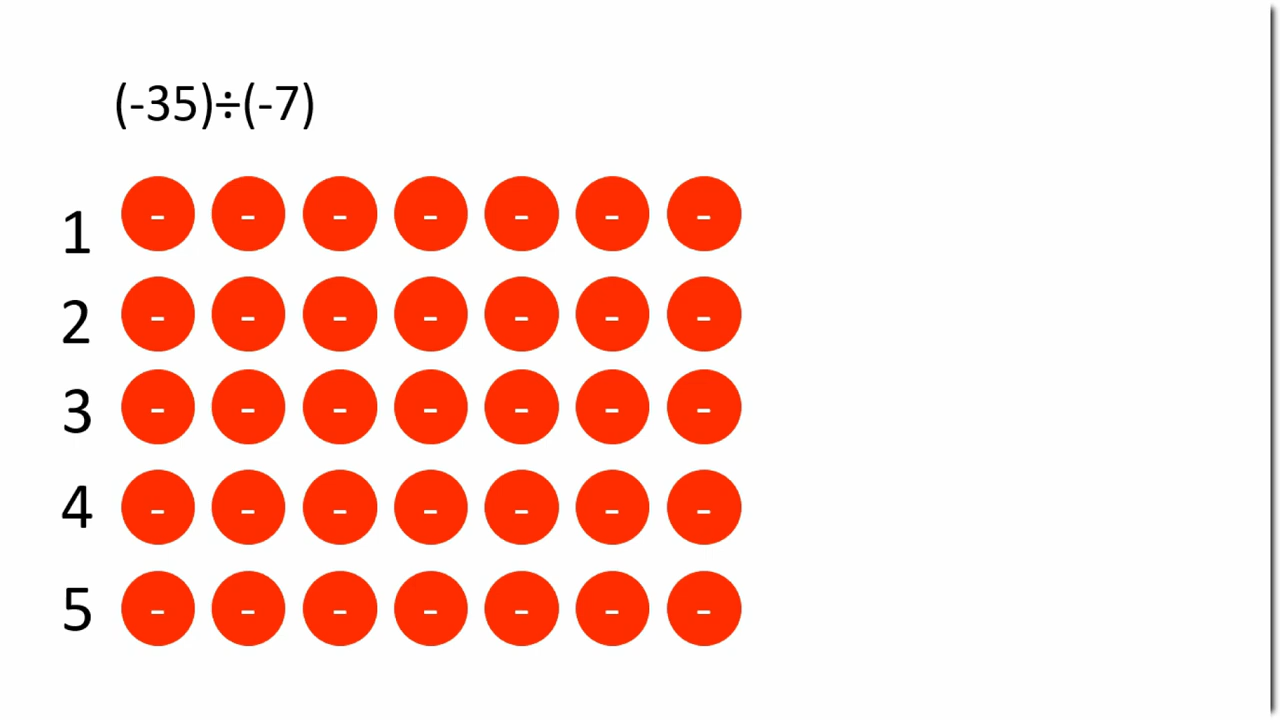 (-35)÷(-7)
1 - - - - - - -
2 - - - - - - -
3 - - - - - - -
4 - - - - - - -
5 - - - - - - -